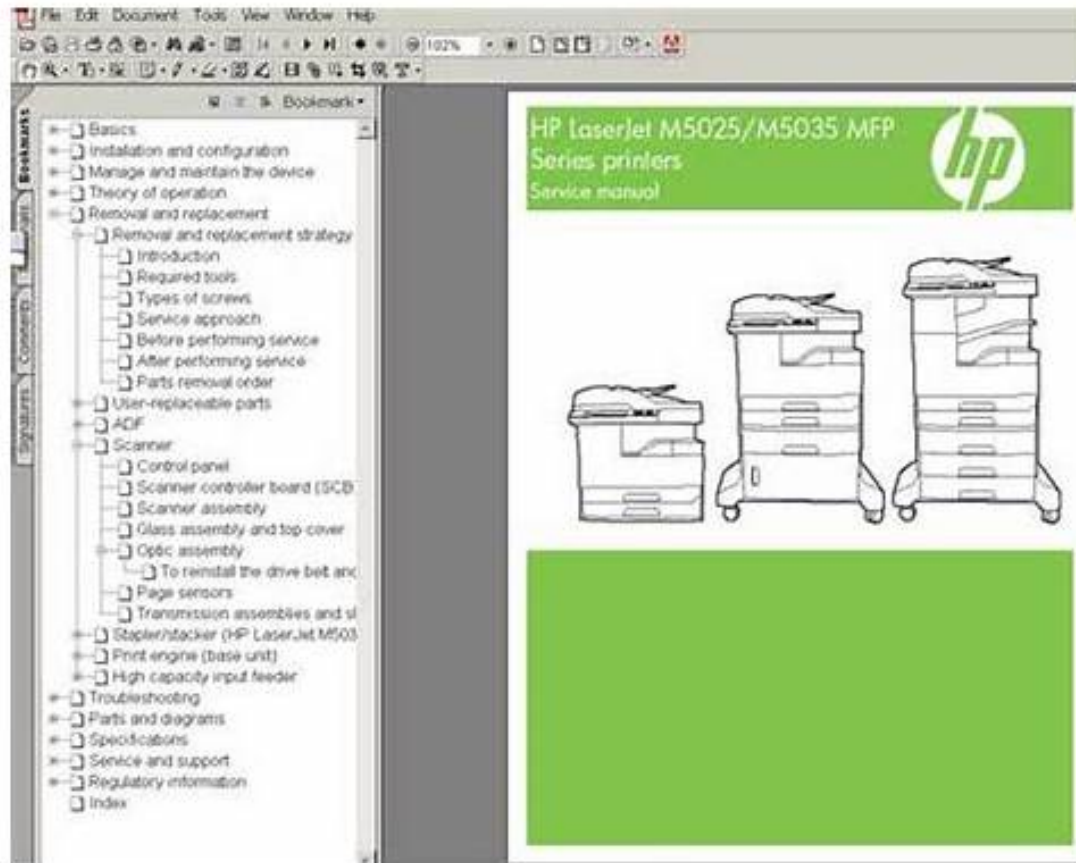 File Edit Document Tools View Window Help
102%
Bookmark
Bookmarks
Comments
Signatures
Basics
Installation and configuration
Manage and maintain the device
Theory of operation
Removal and replacement
Removal and replacement strategy
Introduction
Required tools
Types of screws
Service approach
Before performing service
After performing service
Parts removal order
User-replaceable parts
ADF
Scanner
Control panel
Scanner controller board (SCB
Scanner assembly
Glass assembly and top cover
Optic assembly
To reinstall the drive belt and
Page sensors
Transmission assemblies and sl
Stapler/stacker (HP LaserJet M503
Print engine (base unit)
High capacity input feeder
Troubleshooting
Parts and diagrams
Specifications
Service and support
Regulatory information
Index
HP LaserJet M5025/M5035 MFP
Series printers
Service manual
hp